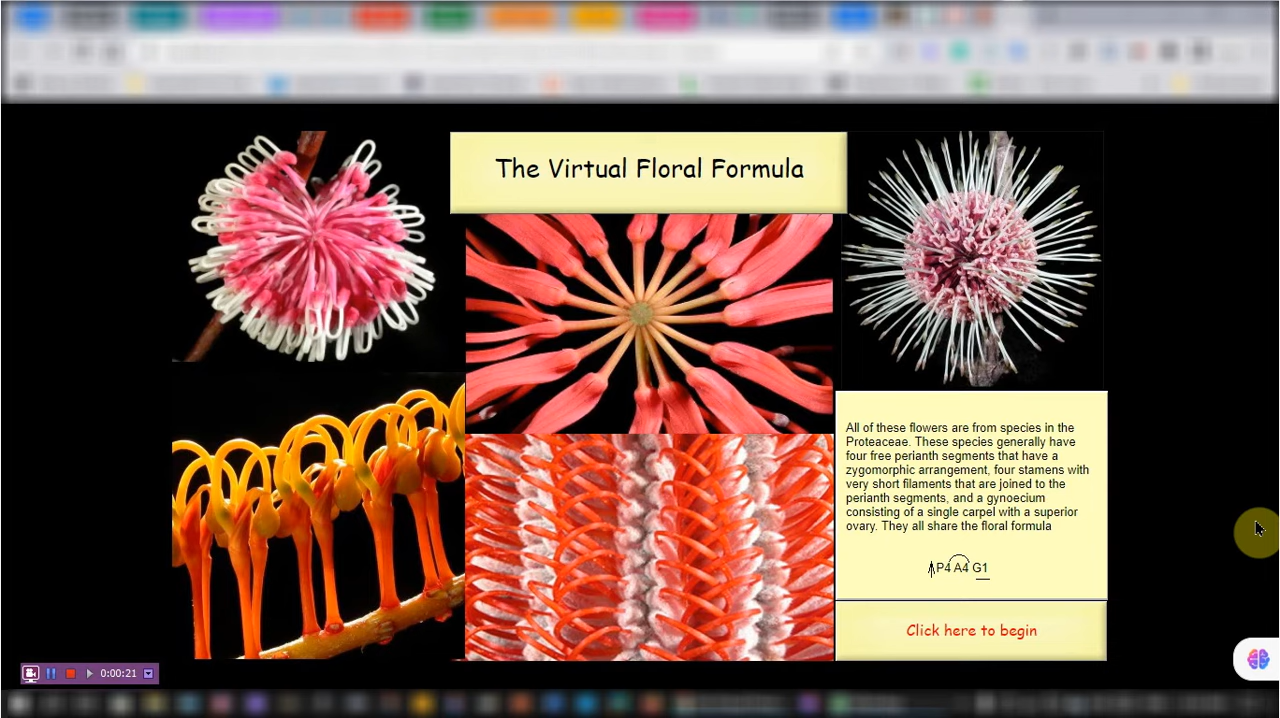 The Virtual Floral Formula
All of these flowers are from species in the
Proteaceae. These species generally have
four free perianth segments that have a
zygomorphic arrangement, four stamens with
very short filaments that are joined to the
perianth segments, and a gynoecium
consisting of a single carpel with a superior
ovary. They all share the floral formula
P4 A4 G1
Click here to begin
0:00:21